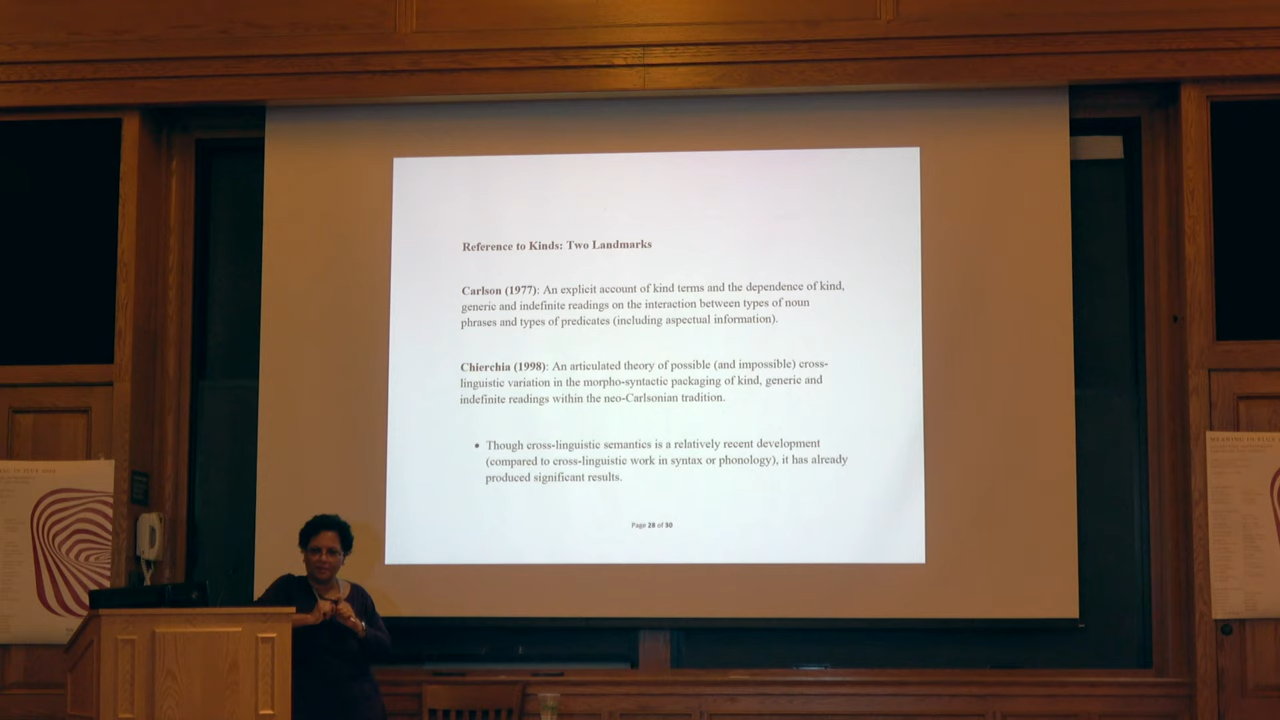 Reference to Kinds: Two Landmarks
Carlson (1977): An explicit account of kind terms and the dependence of kind,
generic and indefinite readings on the interaction between types of noun
phrases and types of predicates (including aspectual information).
Chierchia (1998): An articulated theory of possible (and impossible) cross-
linguistic variation in the morpho-syntactic packaging of kind, generic and
indefinite readings within the neo-Carlsonian tradition.
• Though cross-linguistic semantics is a relatively recent development
(compared to cross-linguistic work in syntax or phonology), it has already
produced significant results.
Page 28 of 30
MEANING IN FLUX